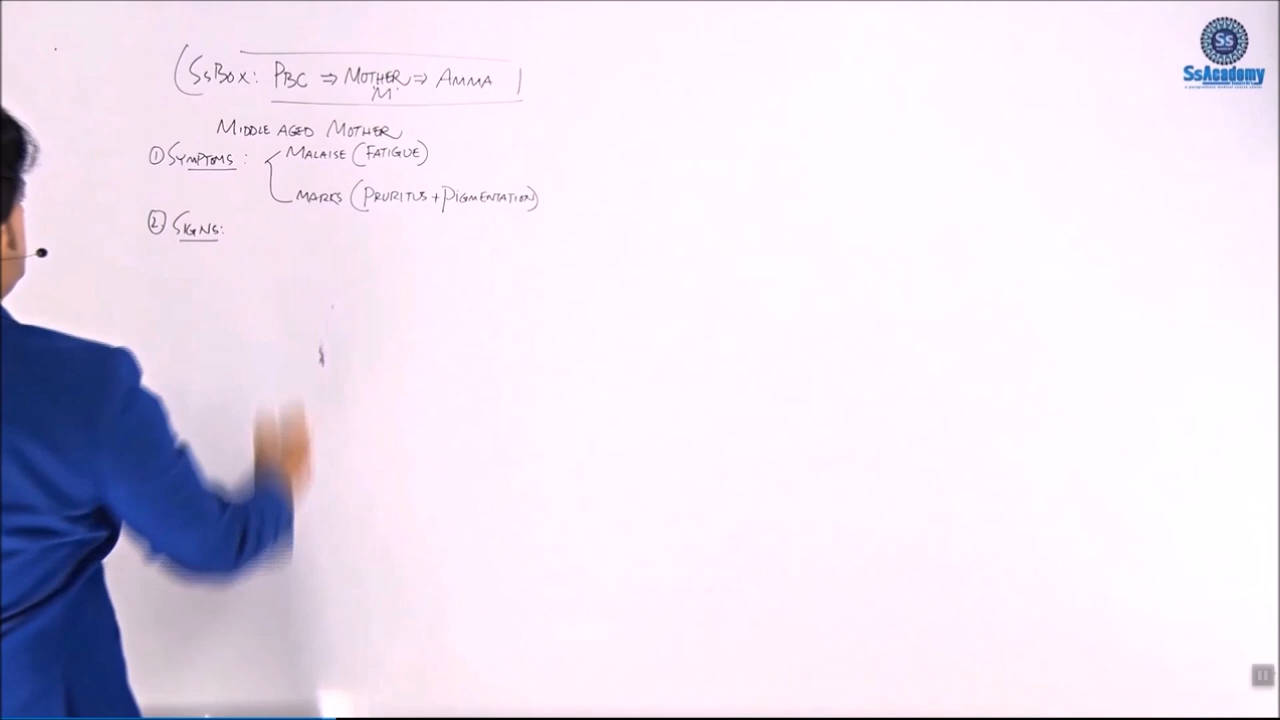 (SsBox: PBC ⇒ MOTHER ⇒ AMMA
"M"
MIDDLE AGED MOTHER
① SYMPTOMS : MALAISE (FATIGUE)
MARKS (PRURITUS + PIGMENTATION)
② SIGNS:
Ss
SsAcademy